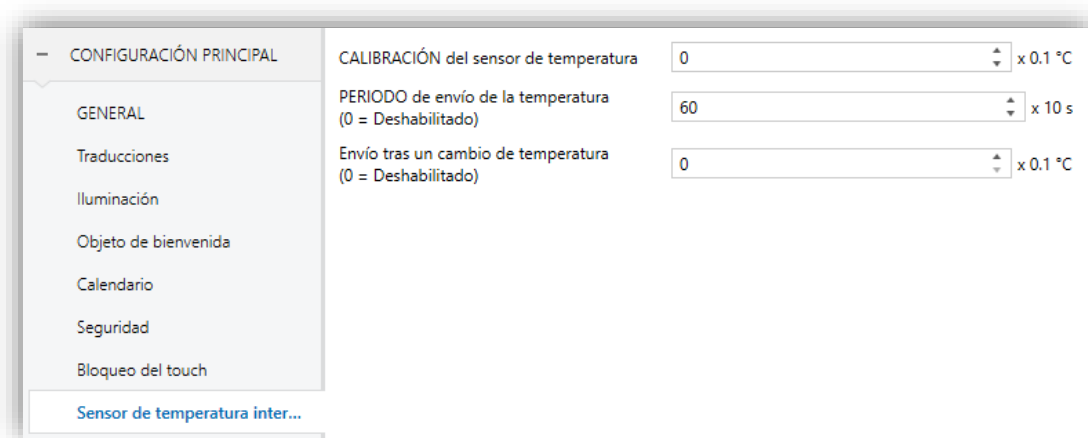 − CONFIGURACIÓN PRINCIPAL
GENERAL
Traducciones
Iluminación
Objeto de bienvenida
Calendario
Seguridad
Bloqueo del touch
Sensor de temperatura inter...
CALIBRACIÓN del sensor de temperatura 0 x 0.1 °C
PERIODO de envío de la temperatura
(0 = Deshabilitado) 60 x 10 s
Envío tras un cambio de temperatura
(0 = Deshabilitado) 0 x 0.1 °C